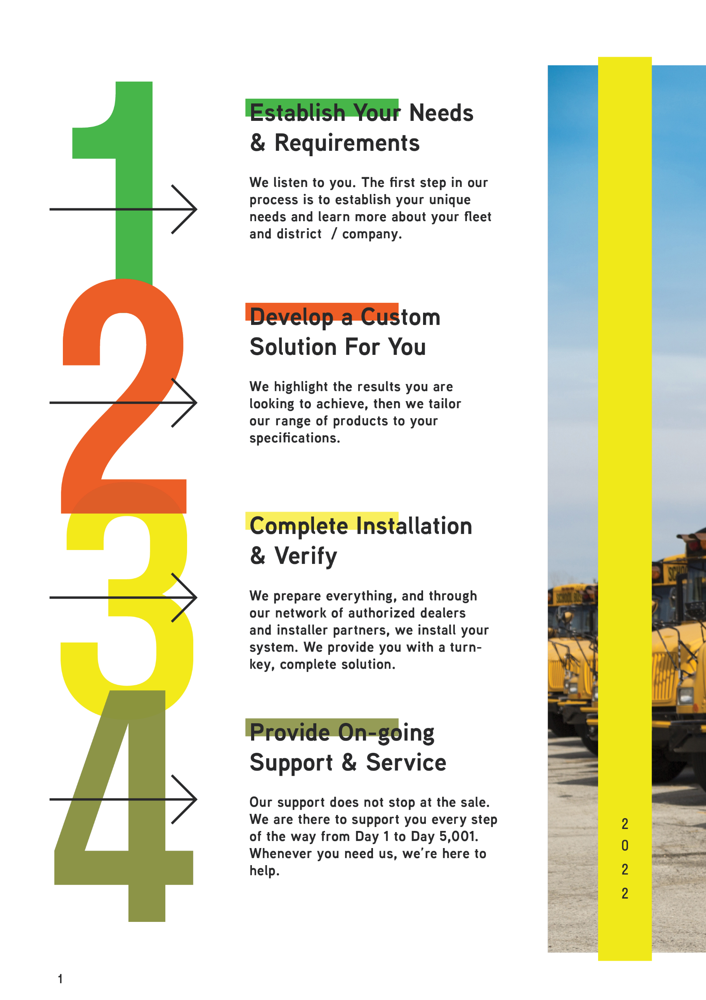 1
Establish Your Needs
& Requirements
We listen to you. The first step in our
process is to establish your unique
needs and learn more about your fleet
and district / company.
2
Develop a Custom
Solution For You
We highlight the results you are
looking to achieve, then we tailor
our range of products to your
specifications.
3
Complete Installation
& Verify
We prepare everything, and through
our network of authorized dealers
and installer partners, we install your
system. We provide you with a turn-
key, complete solution.
4
Provide On-going
Support & Service
Our support does not stop at the sale.
We are there to support you every step
of the way from Day 1 to Day 5,001.
Whenever you need us, we're here to
help.
SCHOOL BUS
SCHOO
2
0
2
2
1